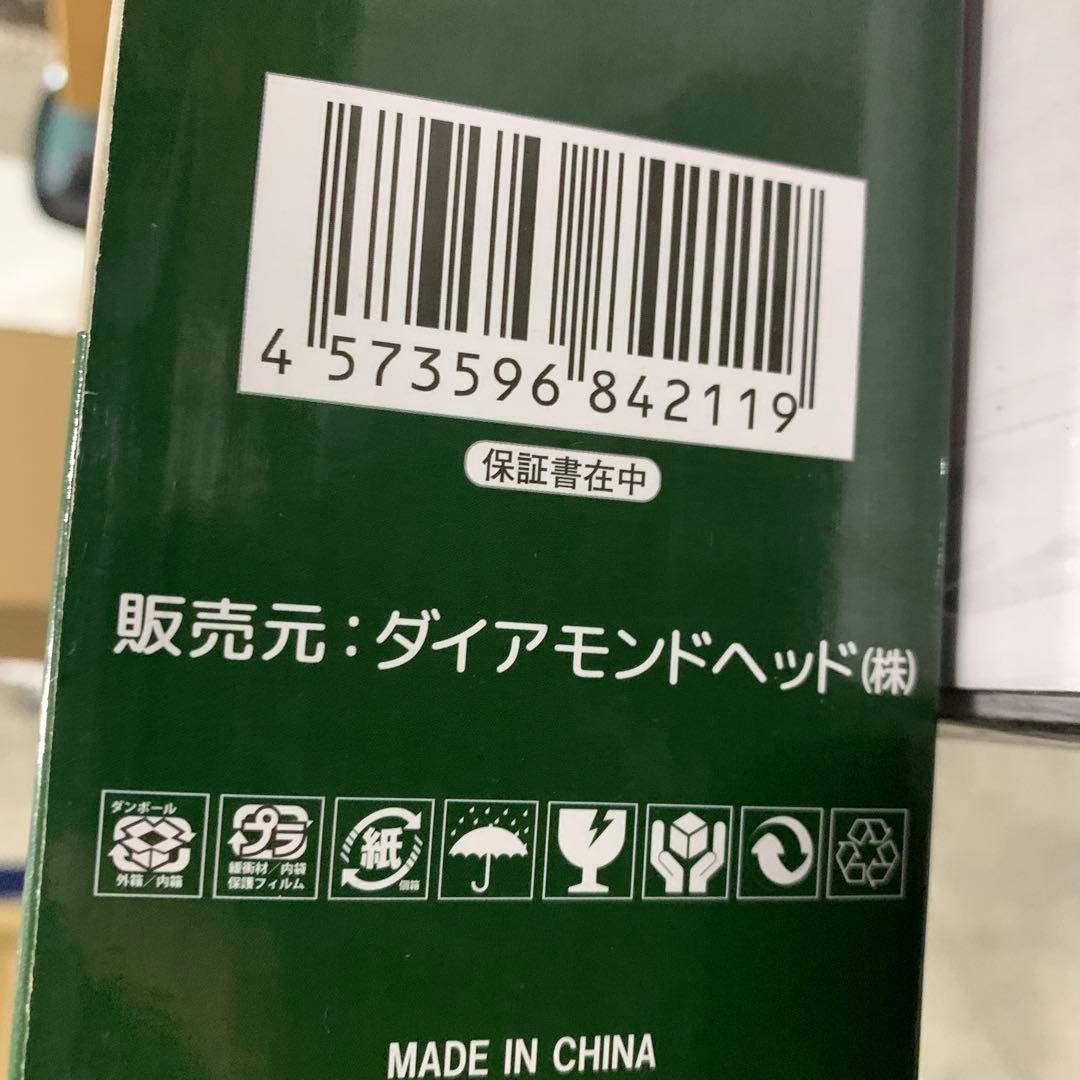 4 573596 842119
保証書在中
販売元：ダイアモンドヘッド(株)
ダンボール
外箱／内箱
プラ
緩衝材／内袋
保護フィルム
紙
個箱
MADE IN CHINA